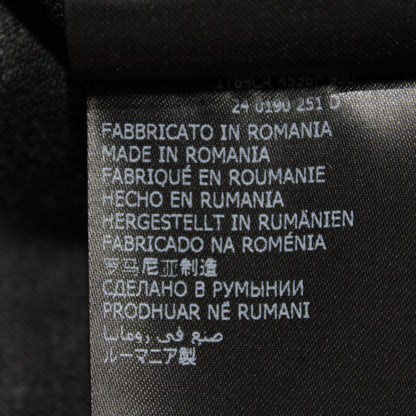 24 0190 251 D
FABBRICATO IN ROMANIA
MADE IN ROMANIA
FABRIQUÉ EN ROUMANIE
HECHO EN RUMANIA
HERGESTELLT IN RUMÄNIEN
FABRICADO NA ROMÉNIA
罗马尼亚制造
СДЕЛАНО В РУМЫНИИ
PRODHUAR NË RUMANI
صنع في رومانيا
ルーマニア製